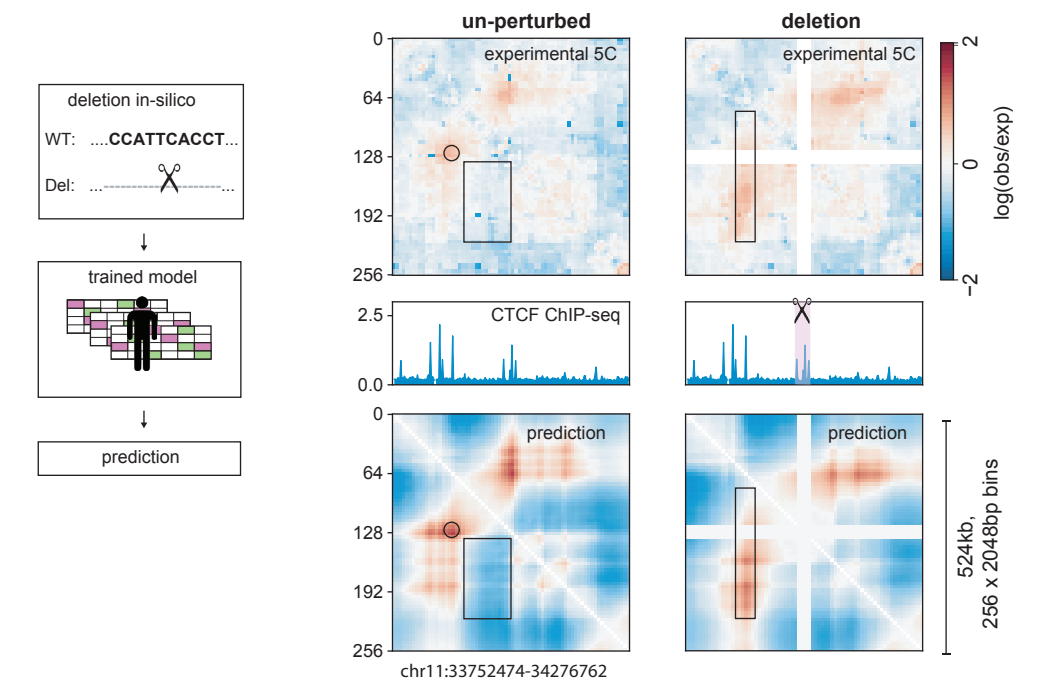 un-perturbed
deletion
deletion in-silico
WT: ....CCATTCACCT...
Del: ...---------------------...
trained model
prediction
0
64
128
192
256
experimental 5C
experimental 5C
2
0
−2
log(obs/exp)
2.5
0.0
CTCF ChIP-seq
0
64
128
192
256
prediction
prediction
chr11:33752474-34276762
524kb,
256 x 2048bp bins